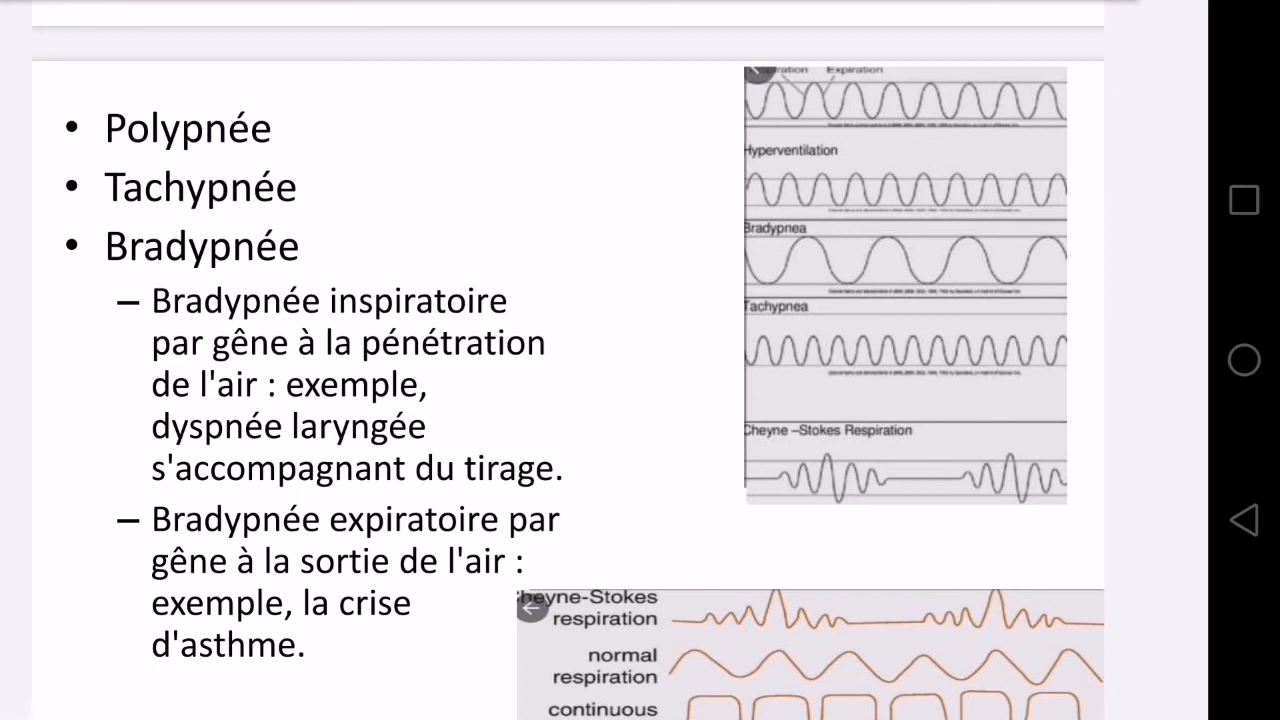 • Polypnée
• Tachypnée
• Bradypnée
– Bradypnée inspiratoire
par gêne à la pénétration
de l'air : exemple,
dyspnée laryngée
s'accompagnant du tirage.
– Bradypnée expiratoire par
gêne à la sortie de l'air :
exemple, la crise
d'asthme.
Expiration
Hyperventilation
Bradypnea
Tachypnea
Cheyne –Stokes Respiration
heyne-Stokes
respiration
normal
respiration
continuous